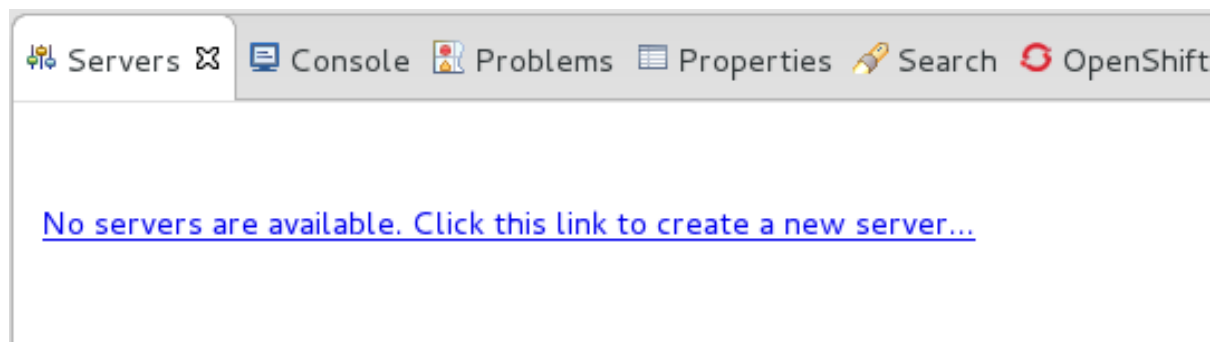 Servers Console Problems Properties Search OpenShift
No servers are available. Click this link to create a new server...